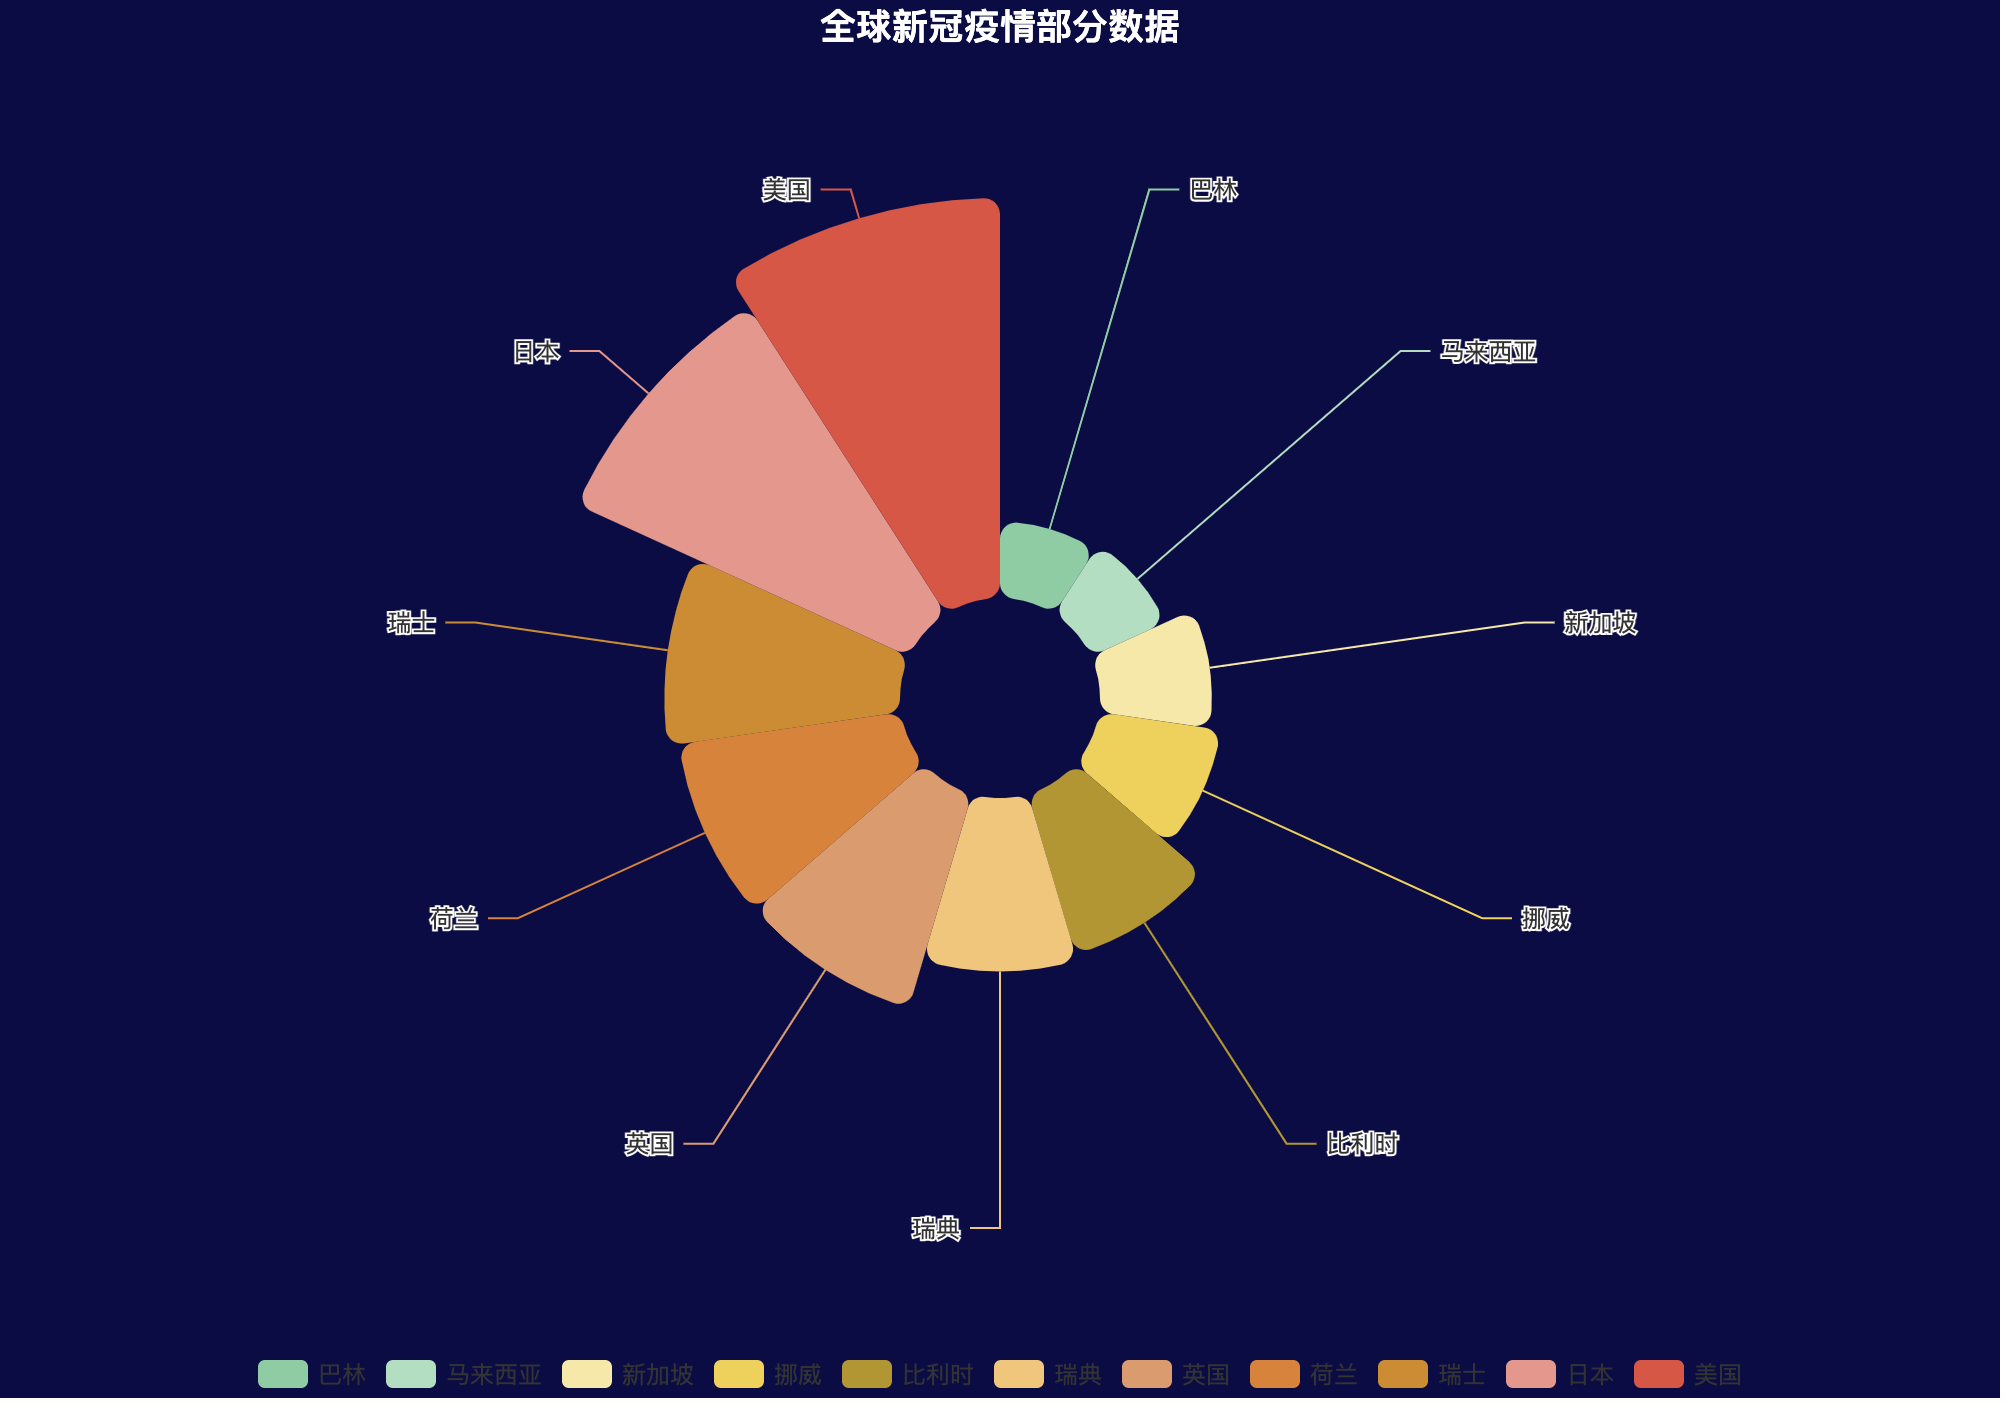 全球新冠疫情部分数据
美国
巴林
日本
马来西亚
瑞士
新加坡
荷兰
挪威
英国
比利时
瑞典
巴林 马来西亚 新加坡 挪威 比利时 瑞典 英国 荷兰 瑞士 日本 美国